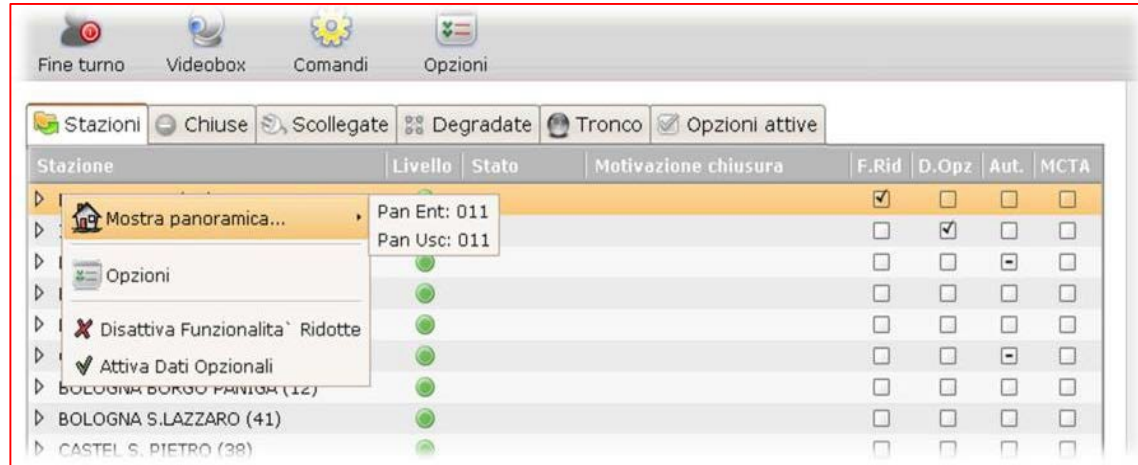 Fine turno Videobox Comandi Opzioni
Stazioni Chiuse Scollegate Degradate Tronco Opzioni attive
Stazione Livello Stato Motivazione chiusura F.Rid D.Opz Aut. MCTA
Mostra panoramica...
Pan Ent: 011
Pan Usc: 011
Opzioni
Disattiva Funzionalita` Ridotte
Attiva Dati Opzionali
BOLOGNA BORGO PANIGA (12)
BOLOGNA S.LAZZARO (41)
CASTEL S. PIETRO (38)